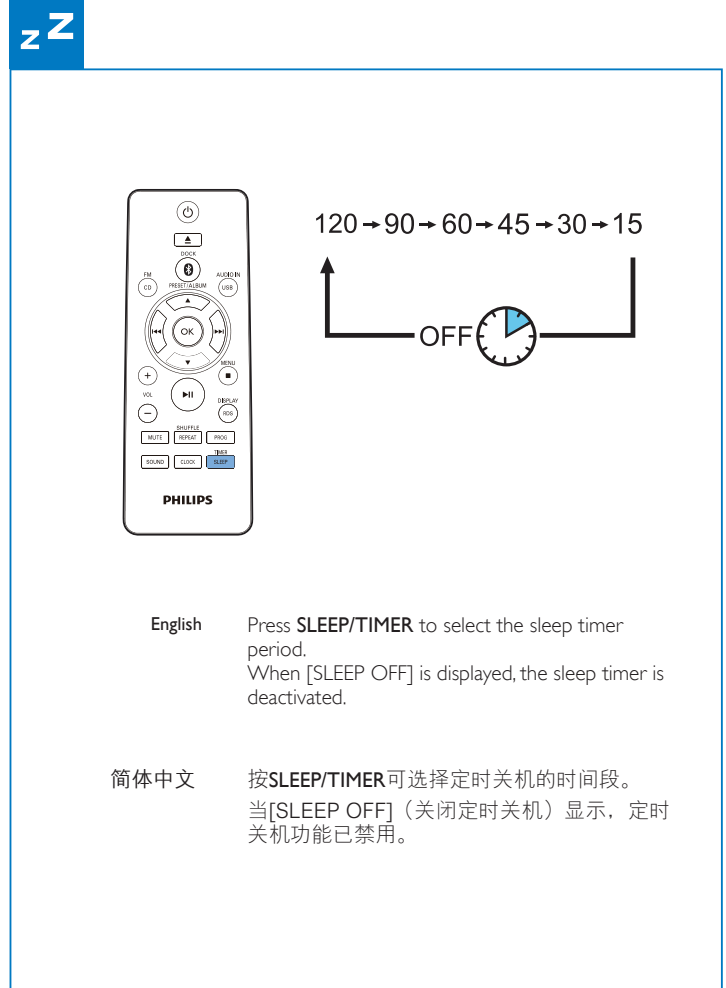 zZ
DOCK
FM
AUDIO IN
CD
PRESET/ALBUM
USB
OK
MENU
+
VOL
DISPLAY
−
RDS
SHUFFLE
MUTE REPEAT PROG
TIMER
SOUND CLOCK SLEEP
PHILIPS
120→90→60→45→30→15
OFF
English
Press SLEEP/TIMER to select the sleep timer
period.
When [SLEEP OFF] is displayed, the sleep timer is
deactivated.
简体中文
按SLEEP/TIMER可选择定时关机的时间段。
当[SLEEP OFF]（关闭定时关机）显示，定时
关机功能已禁用。